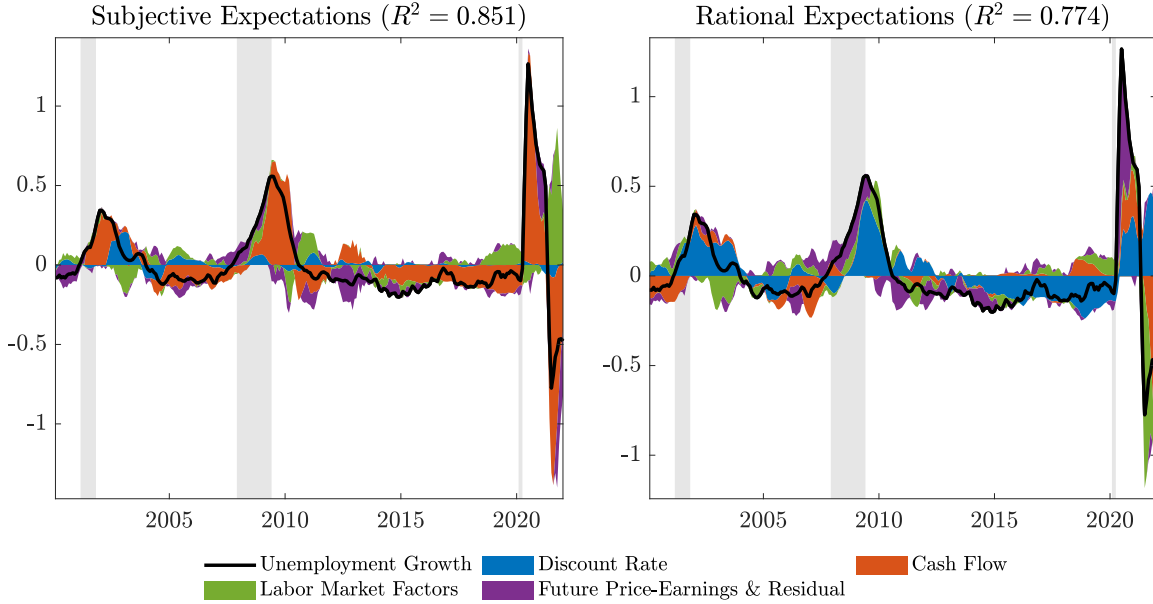 Subjective Expectations (R² = 0.851)
1
0.5
0
-0.5
-1
2005 2010 2015 2020
Rational Expectations (R² = 0.774)
1
0.5
0
-0.5
-1
2005 2010 2015 2020
Unemployment Growth Discount Rate Cash Flow
Labor Market Factors Future Price-Earnings & Residual